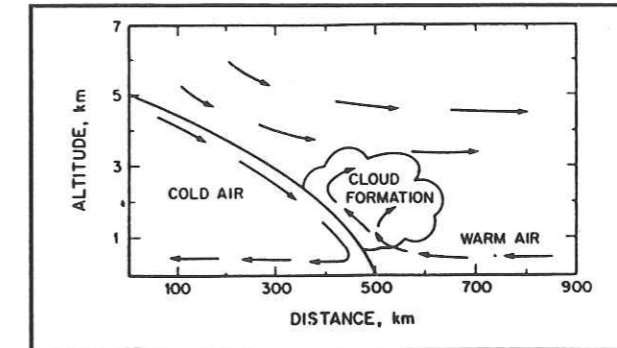 7
5
3
1
ALTITUDE, km
COLD AIR
CLOUD
FORMATION
WARM AIR
100
300
500
700
900
DISTANCE, km